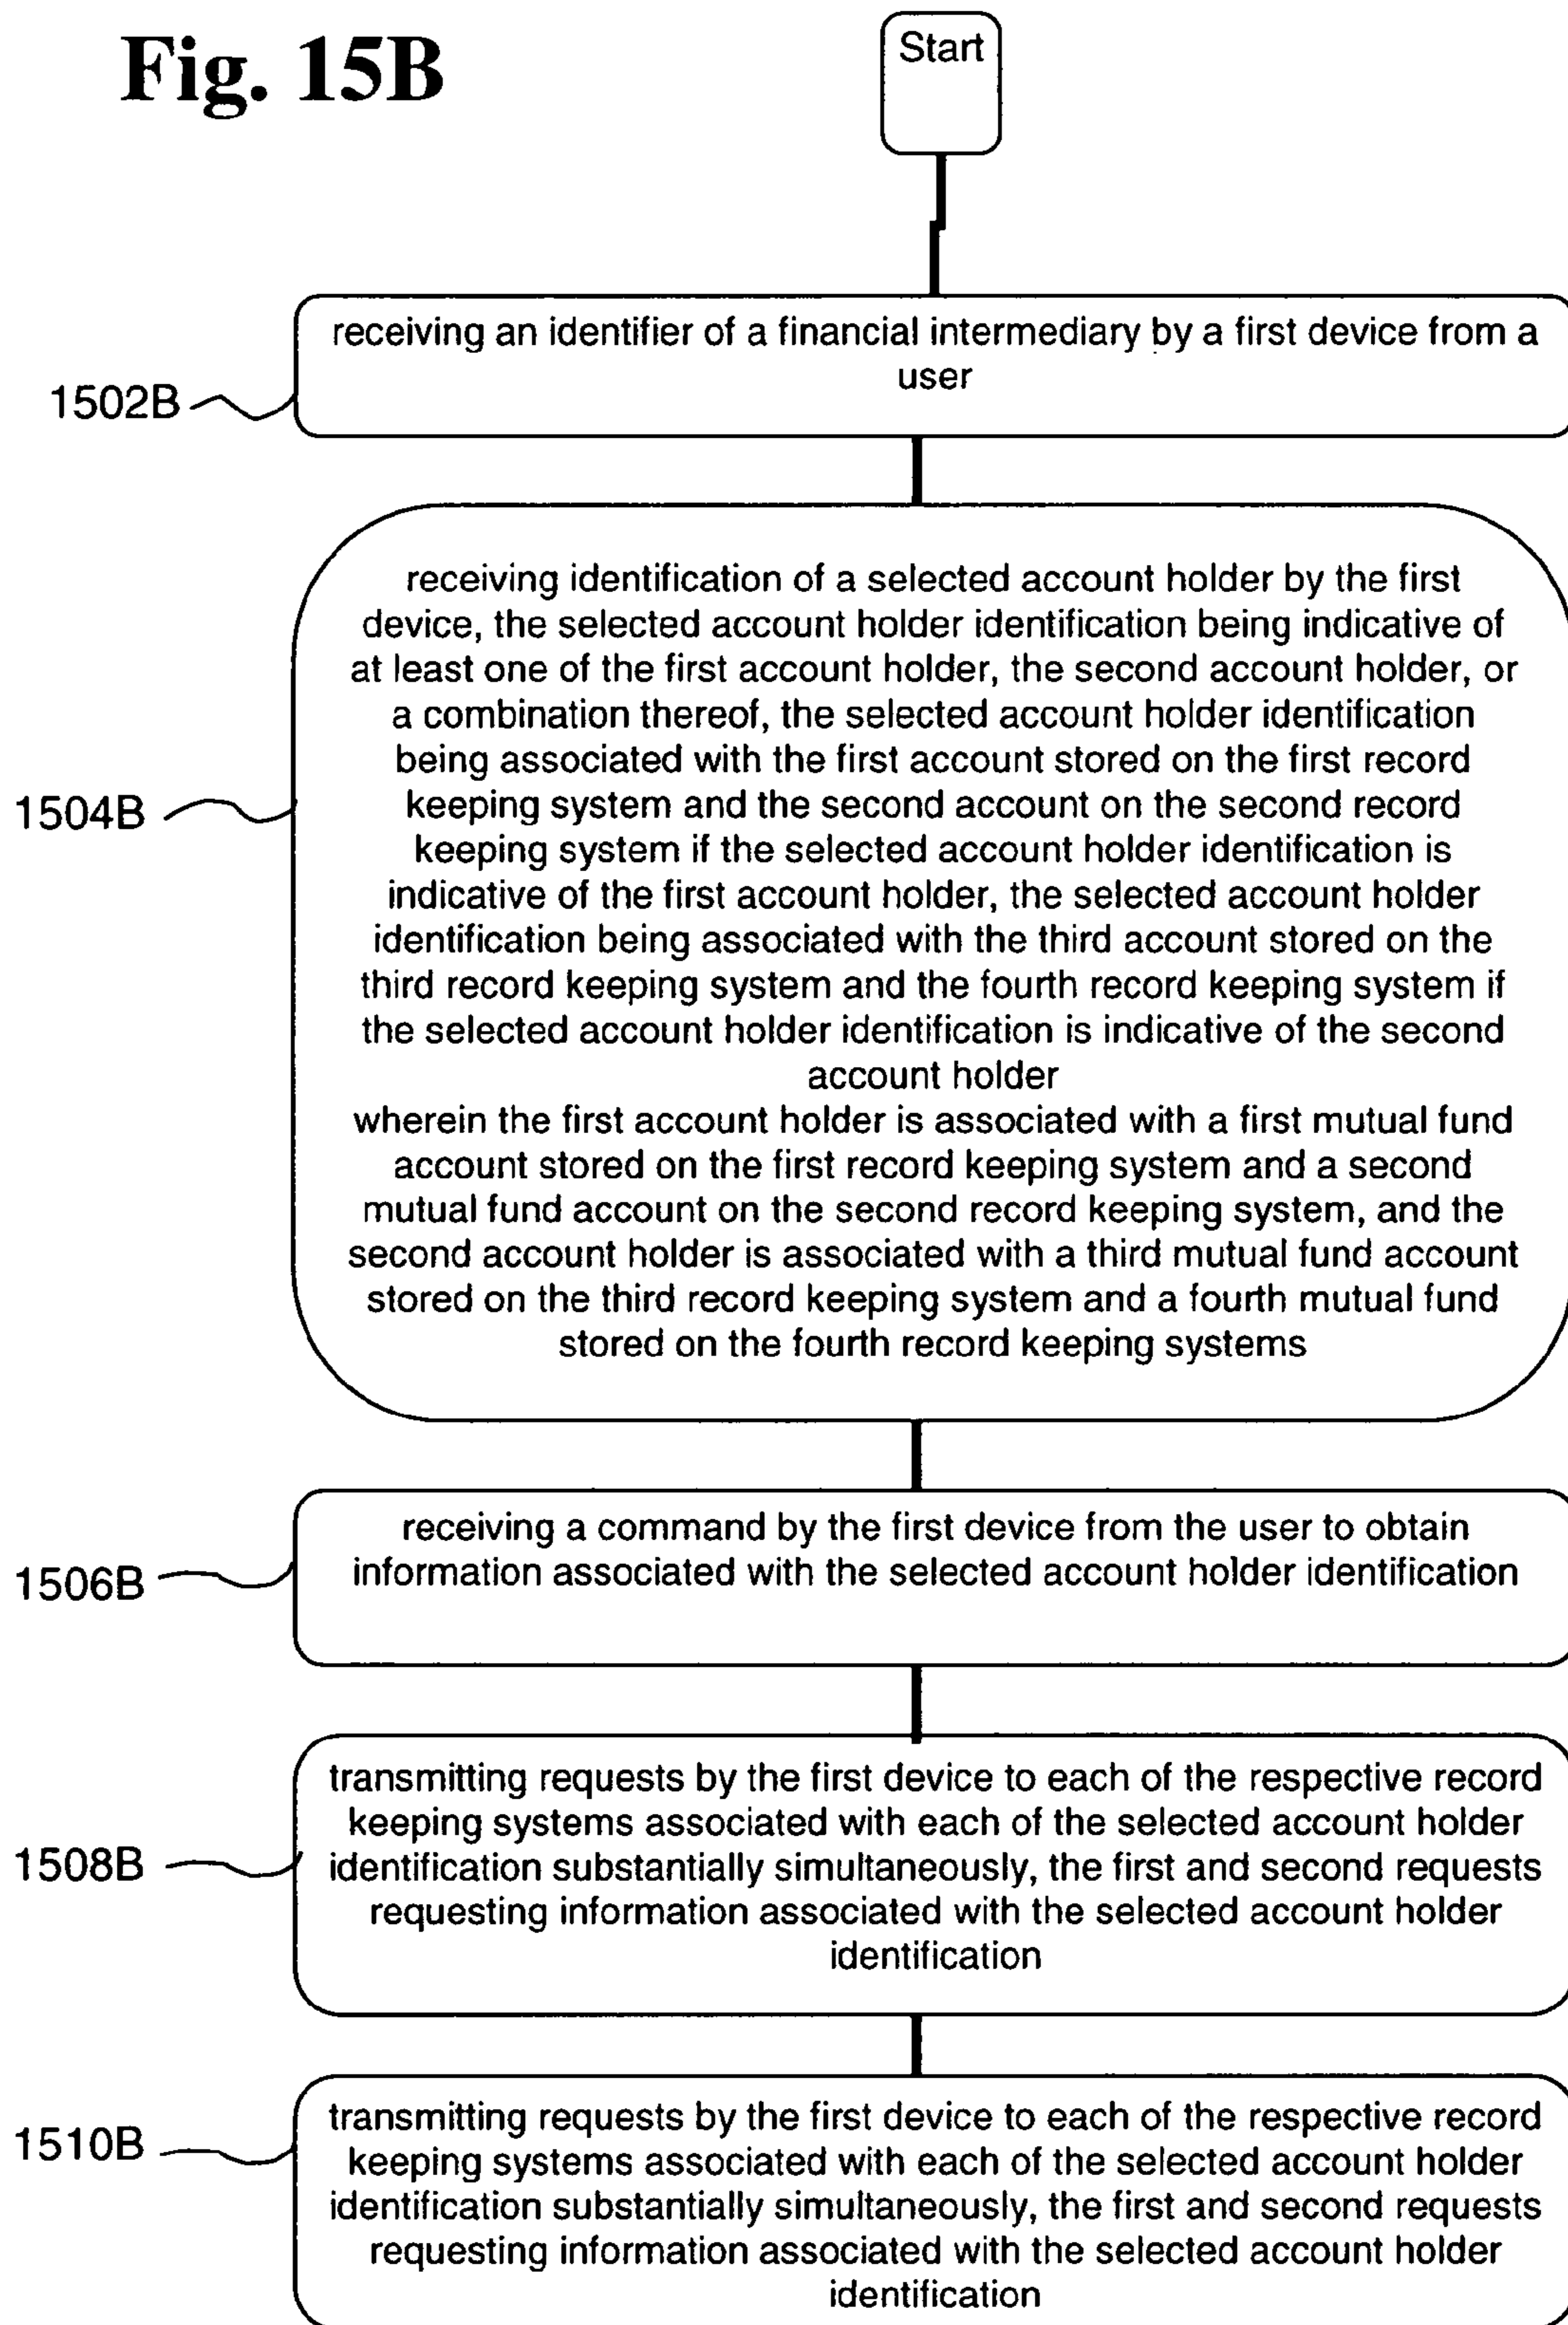 Fig. 15B
Start
receiving an identifier of a financial intermediary by a first device from a
user
1502B
receiving identification of a selected account holder by the first
device, the selected account holder identification being indicative of
at least one of the first account holder, the second account holder, or
a combination thereof, the selected account holder identification
being associated with the first account stored on the first record
keeping system and the second account on the second record
keeping system if the selected account holder identification is
indicative of the first account holder, the selected account holder
identification being associated with the third account stored on the
third record keeping system and the fourth record keeping system if
the selected account holder identification is indicative of the second
account holder
wherein the first account holder is associated with a first mutual fund
account stored on the first record keeping system and a second
mutual fund account on the second record keeping system, and the
second account holder is associated with a third mutual fund account
stored on the third record keeping system and a fourth mutual fund
stored on the fourth record keeping systems
1504B
receiving a command by the first device from the user to obtain
information associated with the selected account holder identification
1506B
transmitting requests by the first device to each of the respective record
keeping systems associated with each of the selected account holder
identification substantially simultaneously, the first and second requests
requesting information associated with the selected account holder
identification
1508B
transmitting requests by the first device to each of the respective record
keeping systems associated with each of the selected account holder
identification substantially simultaneously, the first and second requests
requesting information associated with the selected account holder
identification
1510B